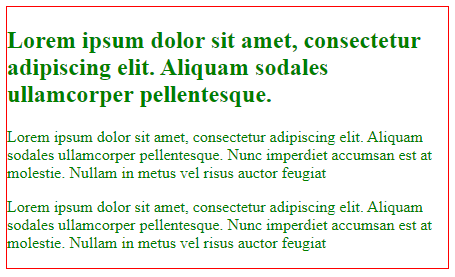 Lorem ipsum dolor sit amet, consectetur
adipiscing elit. Aliquam sodales
ullamcorper pellentesque.
Lorem ipsum dolor sit amet, consectetur adipiscing elit. Aliquam
sodales ullamcorper pellentesque. Nunc imperdiet accumsan est at
molestie. Nullam in metus vel risus auctor feugiat
Lorem ipsum dolor sit amet, consectetur adipiscing elit. Aliquam
sodales ullamcorper pellentesque. Nunc imperdiet accumsan est at
molestie. Nullam in metus vel risus auctor feugiat